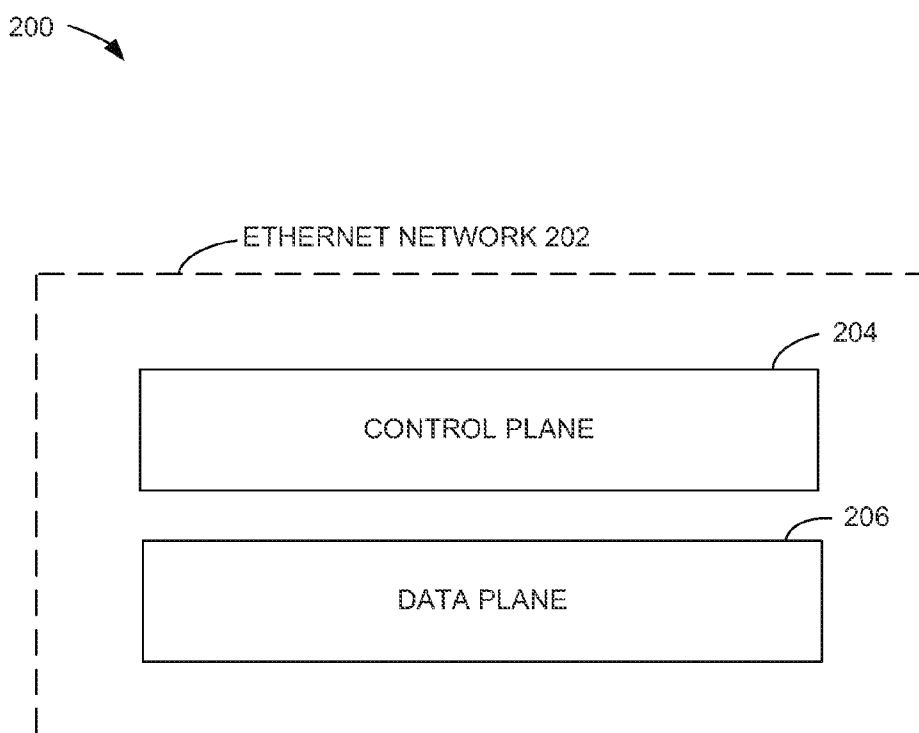 200
ETHERNET NETWORK 202
204
CONTROL PLANE
206
DATA PLANE